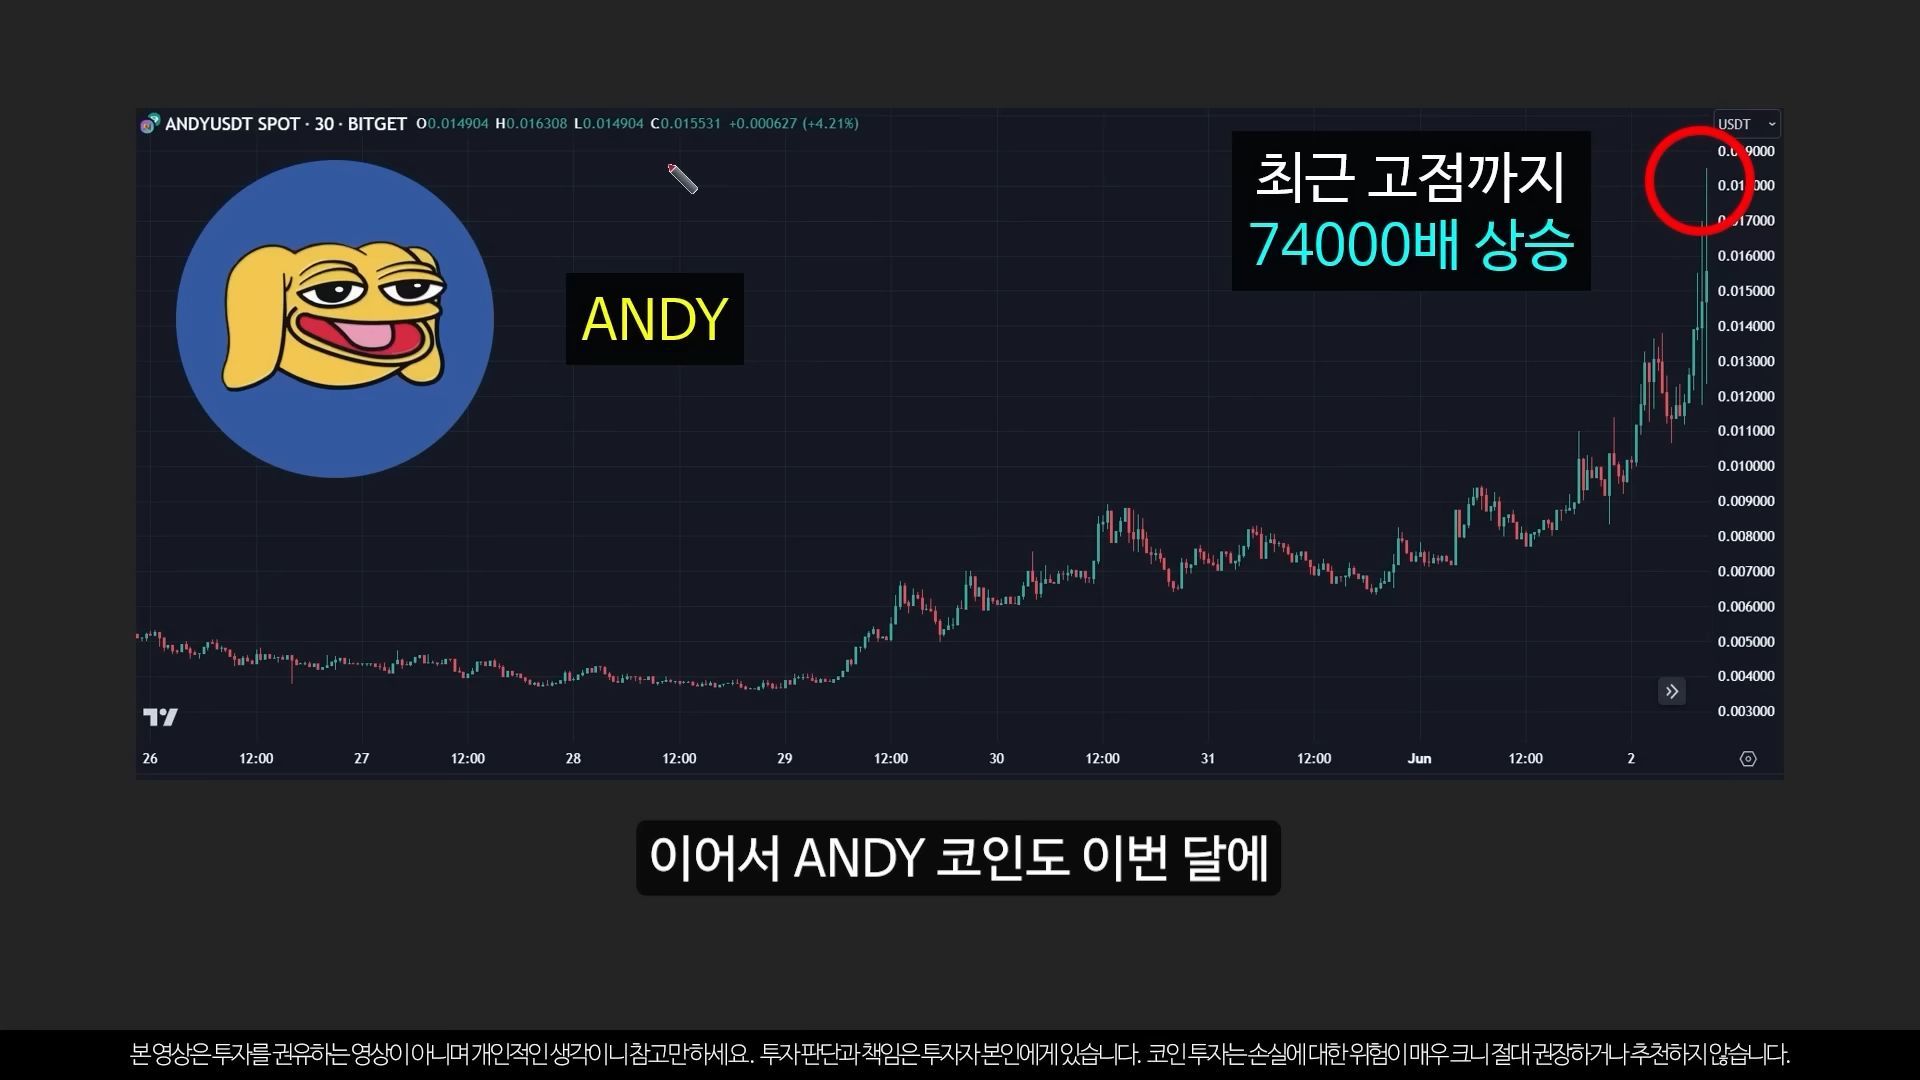 ANDYUSDT SPOT · 30 · BITGET O0.014904 H0.016308 L0.014904 C0.015531 +0.000627 (+4.21%)
USDT
최근 고점까지
74000배 상승
ANDY
0.017000
0.016000
0.015000
0.014000
0.013000
0.012000
0.011000
0.010000
0.009000
0.008000
0.007000
0.006000
0.005000
0.004000
0.003000
26 12:00 27 12:00 28 12:00 29 12:00 30 12:00 31 12:00 Jun 12:00 2
이어서 ANDY 코인도 이번 달에
본 영상은 투자를 권유하는 영상이 아니며 개인적인 생각이니 참고만 하세요. 투자 판단과 책임은 투자자 본인에게 있습니다. 코인 투자는 손실에 대한 위험이 매우 크니 절대 권장하거나 추천하지 않습니다.